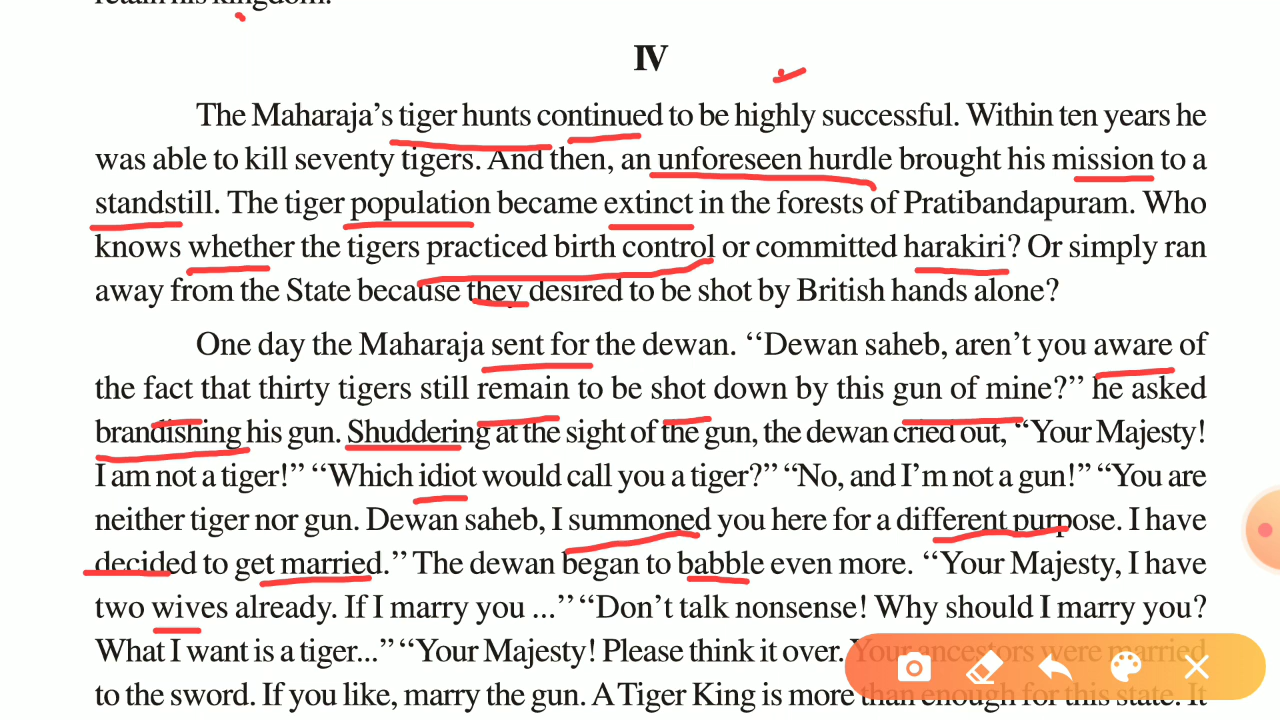 retain his kingdom.
IV
The Maharaja's tiger hunts continued to be highly successful. Within ten years he
was able to kill seventy tigers. And then, an unforeseen hurdle brought his mission to a
standstill. The tiger population became extinct in the forests of Pratibandapuram. Who
knows whether the tigers practiced birth control or committed harakiri? Or simply ran
away from the State because they desired to be shot by British hands alone?
One day the Maharaja sent for the dewan. “Dewan saheb, aren't you aware of
the fact that thirty tigers still remain to be shot down by this gun of mine?” he asked
brandishing his gun. Shuddering at the sight of the gun, the dewan cried out, “Your Majesty!
I am not a tiger!” “Which idiot would call you a tiger?” “No, and I'm not a gun!” “You are
neither tiger nor gun. Dewan saheb, I summoned you here for a different purpose. I have
decided to get married.” The dewan began to babble even more. “Your Majesty, I have
two wives already. If I marry you ...” “Don't talk nonsense! Why should I marry you?
What I want is a tiger...” “Your Majesty! Please think it over. Your ancestors were married
to the sword. If you like, marry the gun. A Tiger King is more than enough for this state. It